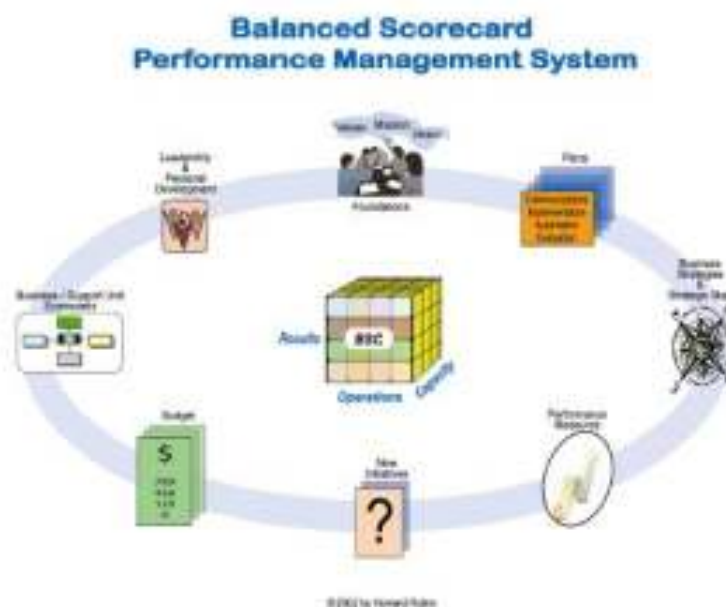 Balanced Scorecard
Performance Management System
Values
Mission
Vision
Leadership
&
Personal
Development
Foundations
Plans
Communications
Implementation
Automation
Evaluation
Business
Strategies
&
Business / Support Unit
Scorecards
BSC
Results
Operations
Capacity
Budget
$
New
Initiatives
?
Performance
Measures